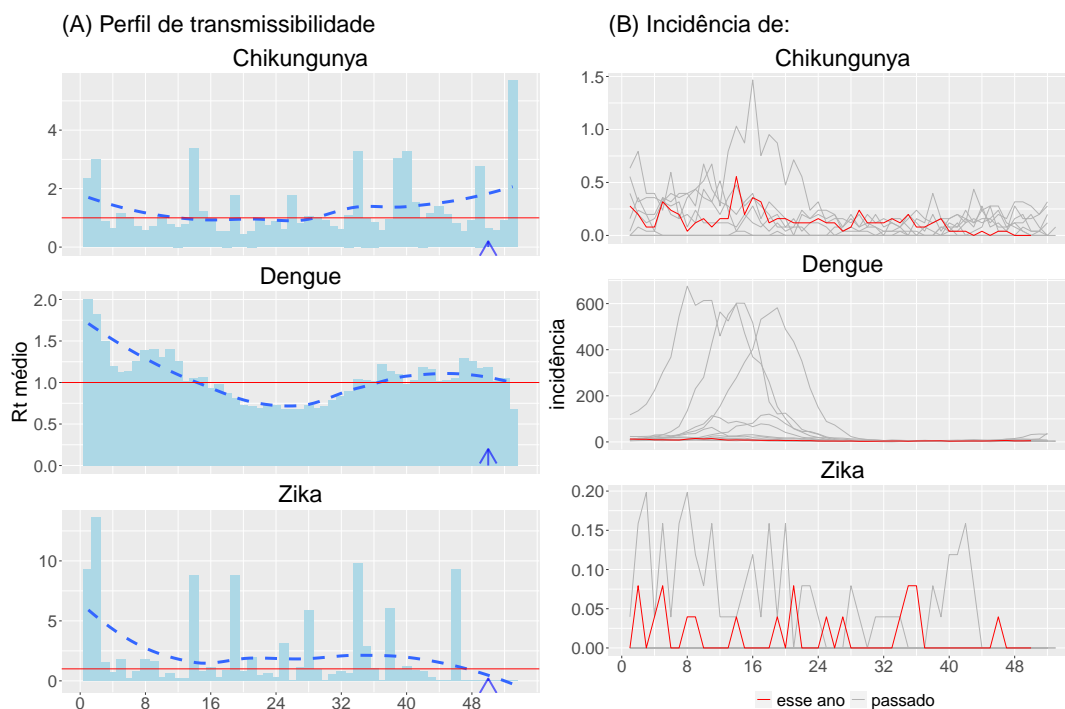 (A) Perfil de transmissibilidade
(B) Incidência de:
Chikungunya
4
2
0
Dengue
Rt médio
2.0
1.5
1.0
0.5
0.0
Zika
10
5
0
0 8 16 24 32 40 48
Chikungunya
1.5
1.0
0.5
0.0
Dengue
incidência
600
400
200
0
Zika
0.20
0.15
0.10
0.05
0.00
0 8 16 24 32 40 48
esse ano passado